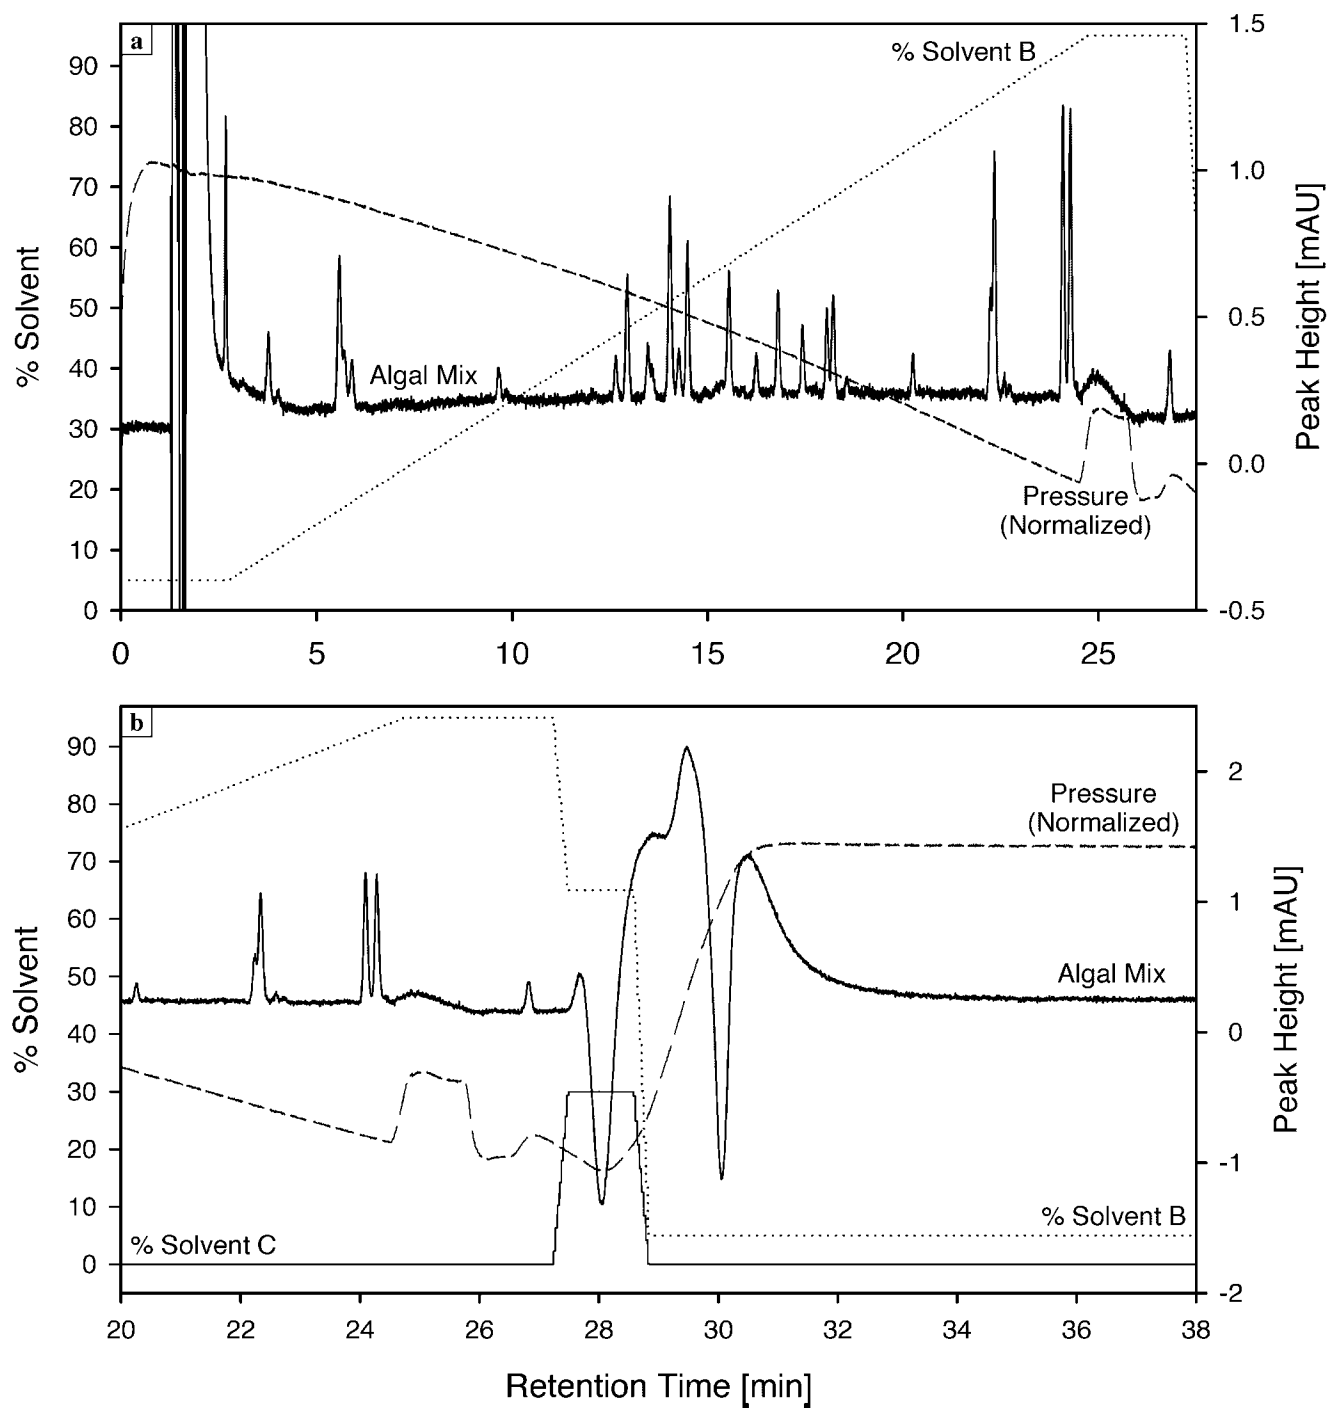 a
% Solvent B
90
80
70
60
50
40
30
20
10
0
% Solvent
1.5
1.0
0.5
0.0
-0.5
Peak Height [mAU]
Algal Mix
Pressure
(Normalized)
0 5 10 15 20 25
b
90
80
70
60
50
40
30
20
10
0
% Solvent
2
1
0
-1
-2
Peak Height [mAU]
Pressure
(Normalized)
Algal Mix
% Solvent B
% Solvent C
20 22 24 26 28 30 32 34 36 38
Retention Time [min]